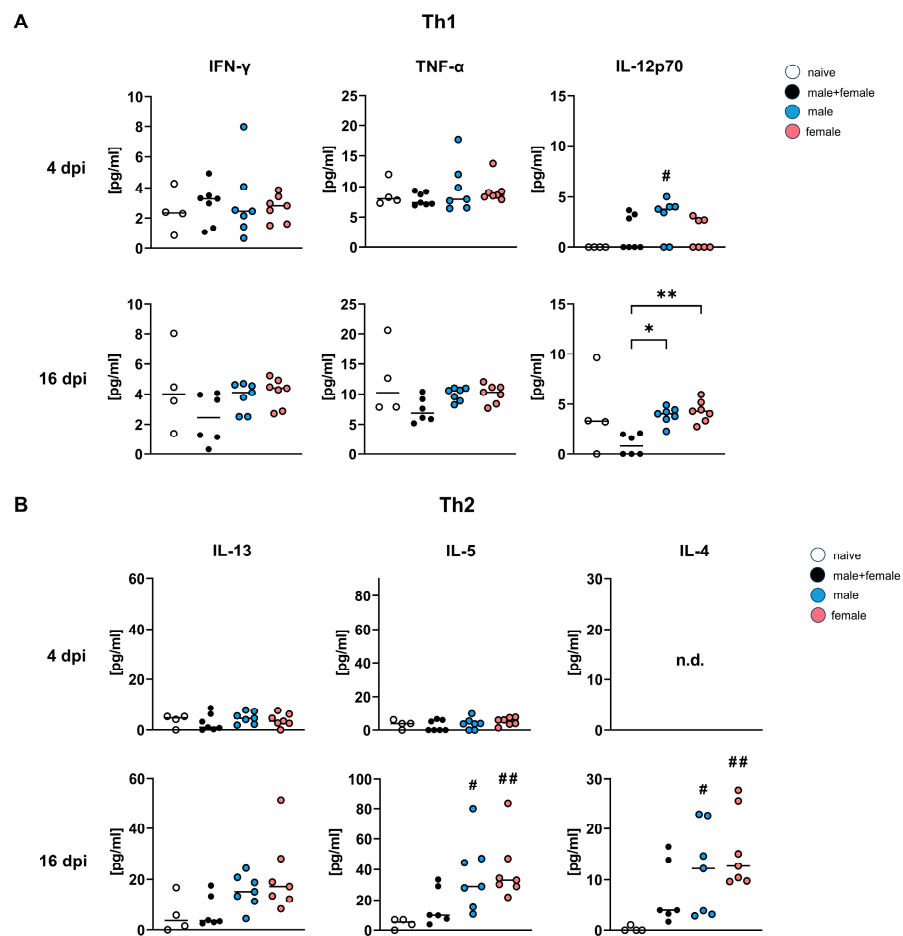 A
Th1
IFN-γ
TNF-α
IL-12p70
naive
male+female
male
female
4 dpi
[pg/ml]
10
8
6
4
2
0
[pg/ml]
25
20
15
10
5
0
[pg/ml]
15
10
5
0
#
16 dpi
[pg/ml]
10
8
6
4
2
0
[pg/ml]
25
20
15
10
5
0
[pg/ml]
15
10
5
0
**
*
B
Th2
IL-13
IL-5
IL-4
naive
male+female
male
female
4 dpi
[pg/ml]
60
40
20
0
[pg/ml]
80
60
40
20
0
[pg/ml]
30
20
10
0
n.d.
16 dpi
[pg/ml]
60
40
20
0
[pg/ml]
100
80
60
40
20
0
# ##
[pg/ml]
30
20
10
0
# ##